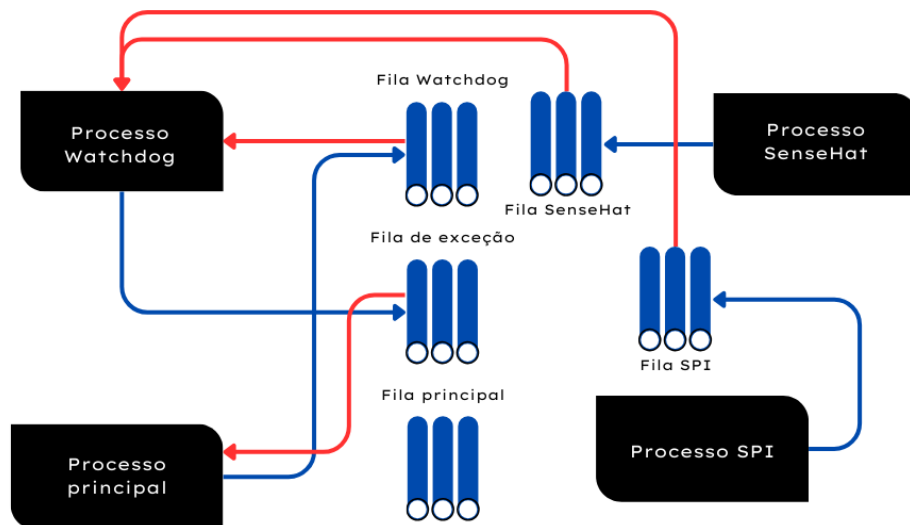 Fila Watchdog
Processo
Watchdog
Processo
SenseHat
Fila SenseHat
Fila de exceção
Fila SPI
Fila principal
Processo SPI
Processo
principal